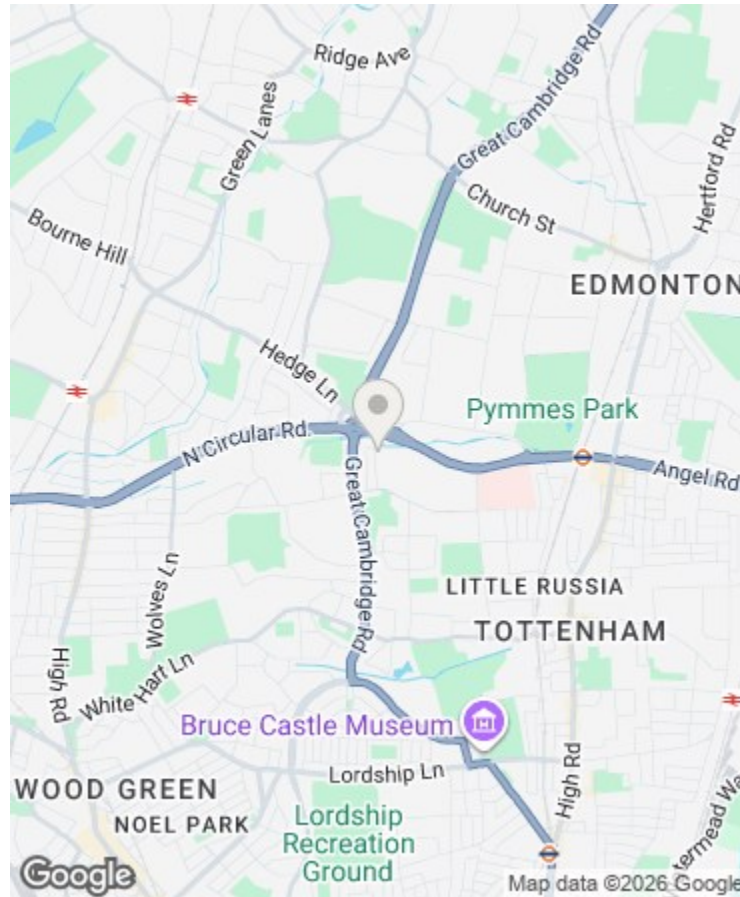 Ridge Ave
Great Cambridge Rd
Green Lanes
Church St
Hertford Rd
Bourne Hill
EDMONTON
Hedge Ln
Pymmes Park
N Circular Rd
Angel Rd
Great Cambridge Rd
Wolves Ln
LITTLE RUSSIA
TOTTENHAM
High Rd
White Hart Ln
Bruce Castle Museum
Lordship Ln
WOOD GREEN
High Rd
NOEL PARK
Lordship
Recreation
Ground
Google
Map data ©2026 Google